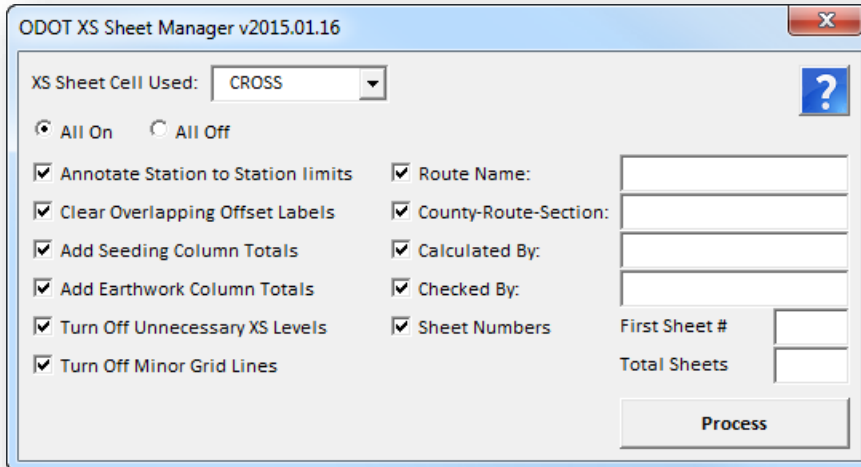 ODOT XS Sheet Manager v2015.01.16
x
XS Sheet Cell Used: CROSS
?
All On All Off
Annotate Station to Station limits Route Name:
Clear Overlapping Offset Labels County-Route-Section:
Add Seeding Column Totals Calculated By:
Add Earthwork Column Totals Checked By:
Turn Off Unnecessary XS Levels Sheet Numbers First Sheet #
Turn Off Minor Grid Lines Total Sheets
Process